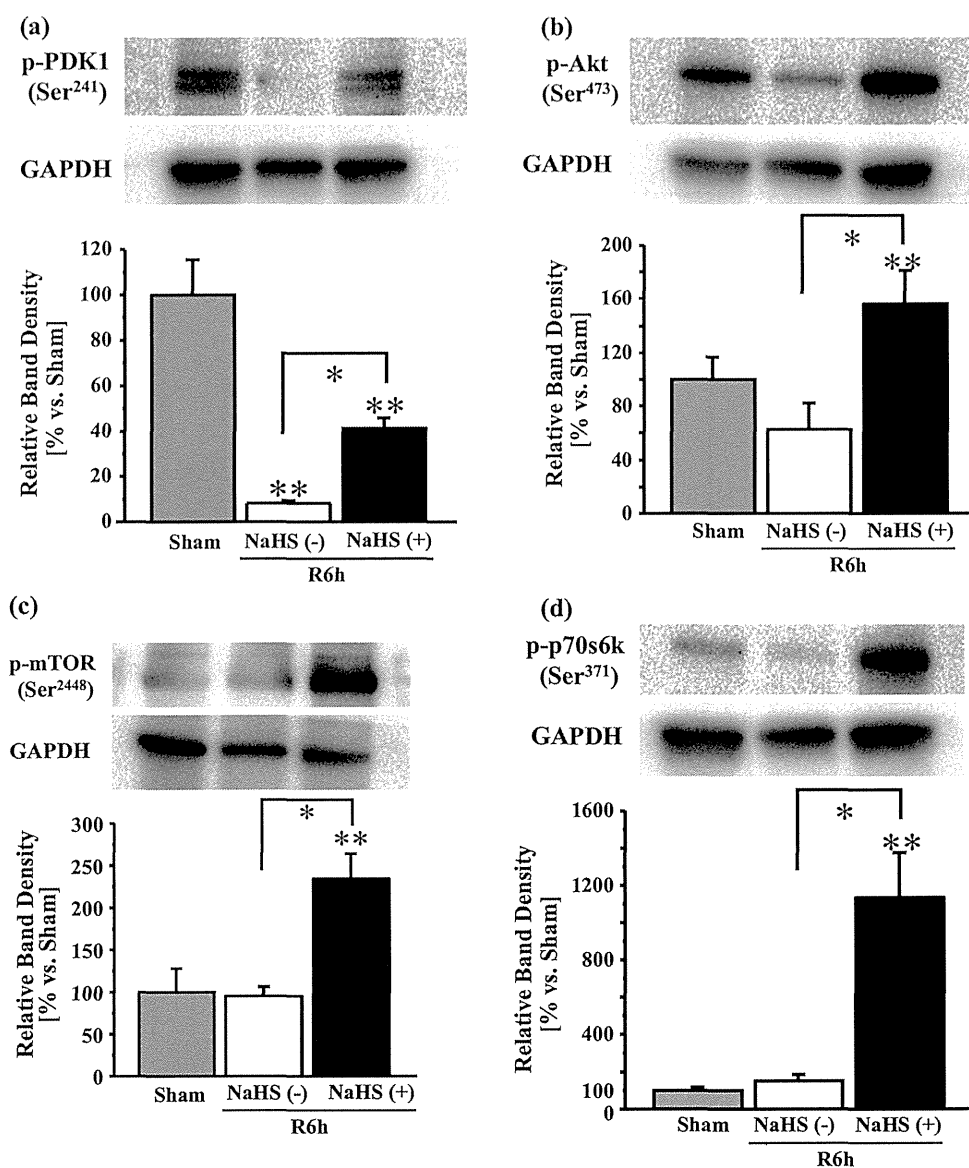 (a)
p-PDK1
(Ser241)
GAPDH
Relative Band Density
[% vs. Sham]
120
100
80
60
40
20
0
*
**
**
Sham
NaHS (-)
NaHS (+)
R6h
(b)
p-Akt
(Ser473)
GAPDH
Relative Band Density
[% vs. Sham]
200
160
120
80
40
0
*
**
Sham
NaHS (-)
NaHS (+)
R6h
(c)
p-mTOR
(Ser2448)
GAPDH
Relative Band Density
[% vs. Sham]
300
250
200
150
100
50
0
*
**
Sham
NaHS (-)
NaHS (+)
R6h
(d)
p-p70s6k
(Ser371)
GAPDH
Relative Band Density
[% vs. Sham]
1600
1400
1200
1000
800
400
100
0
*
**
Sham
NaHS (-)
NaHS (+)
R6h